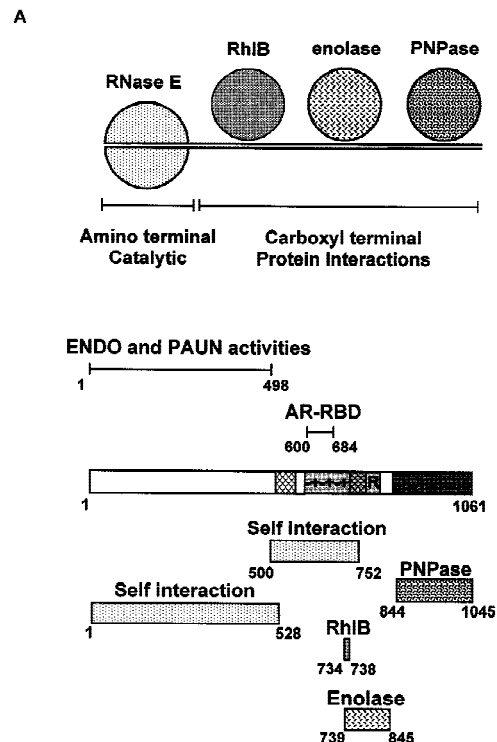 A
RhlB enolase PNPase
RNase E
Amino terminal Carboxyl terminal
Catalytic Protein Interactions
ENDO and PAUN activities
1 498
AR-RBD
600 684
R
1 1061
Self interaction
500 752
PNPase
844 1045
Self interaction
1 528
RhlB
734 738
Enolase
739 845